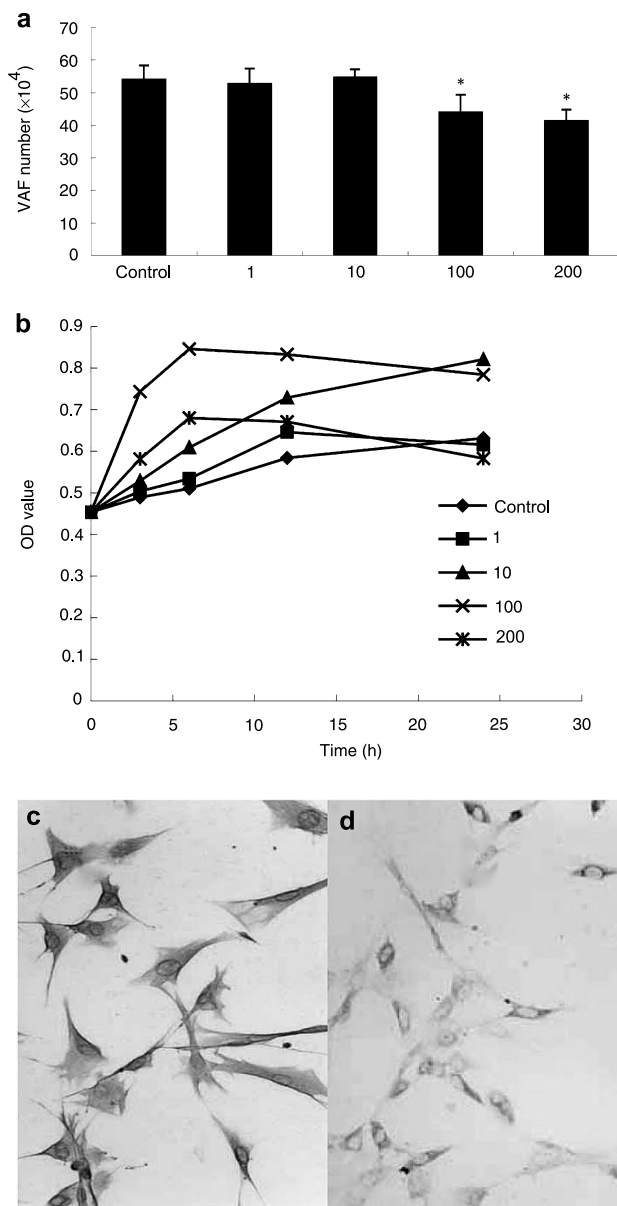 a
VAF number (×10⁴)
70
60
50
40
30
20
10
0
* *
Control 1 10 100 200
b
OD value
0.9
0.8
0.7
0.6
0.5
0.4
0.3
0.2
0.1
0
0 5 10 15 20 25 30
Time (h)
Control
1
10
100
200
c
d